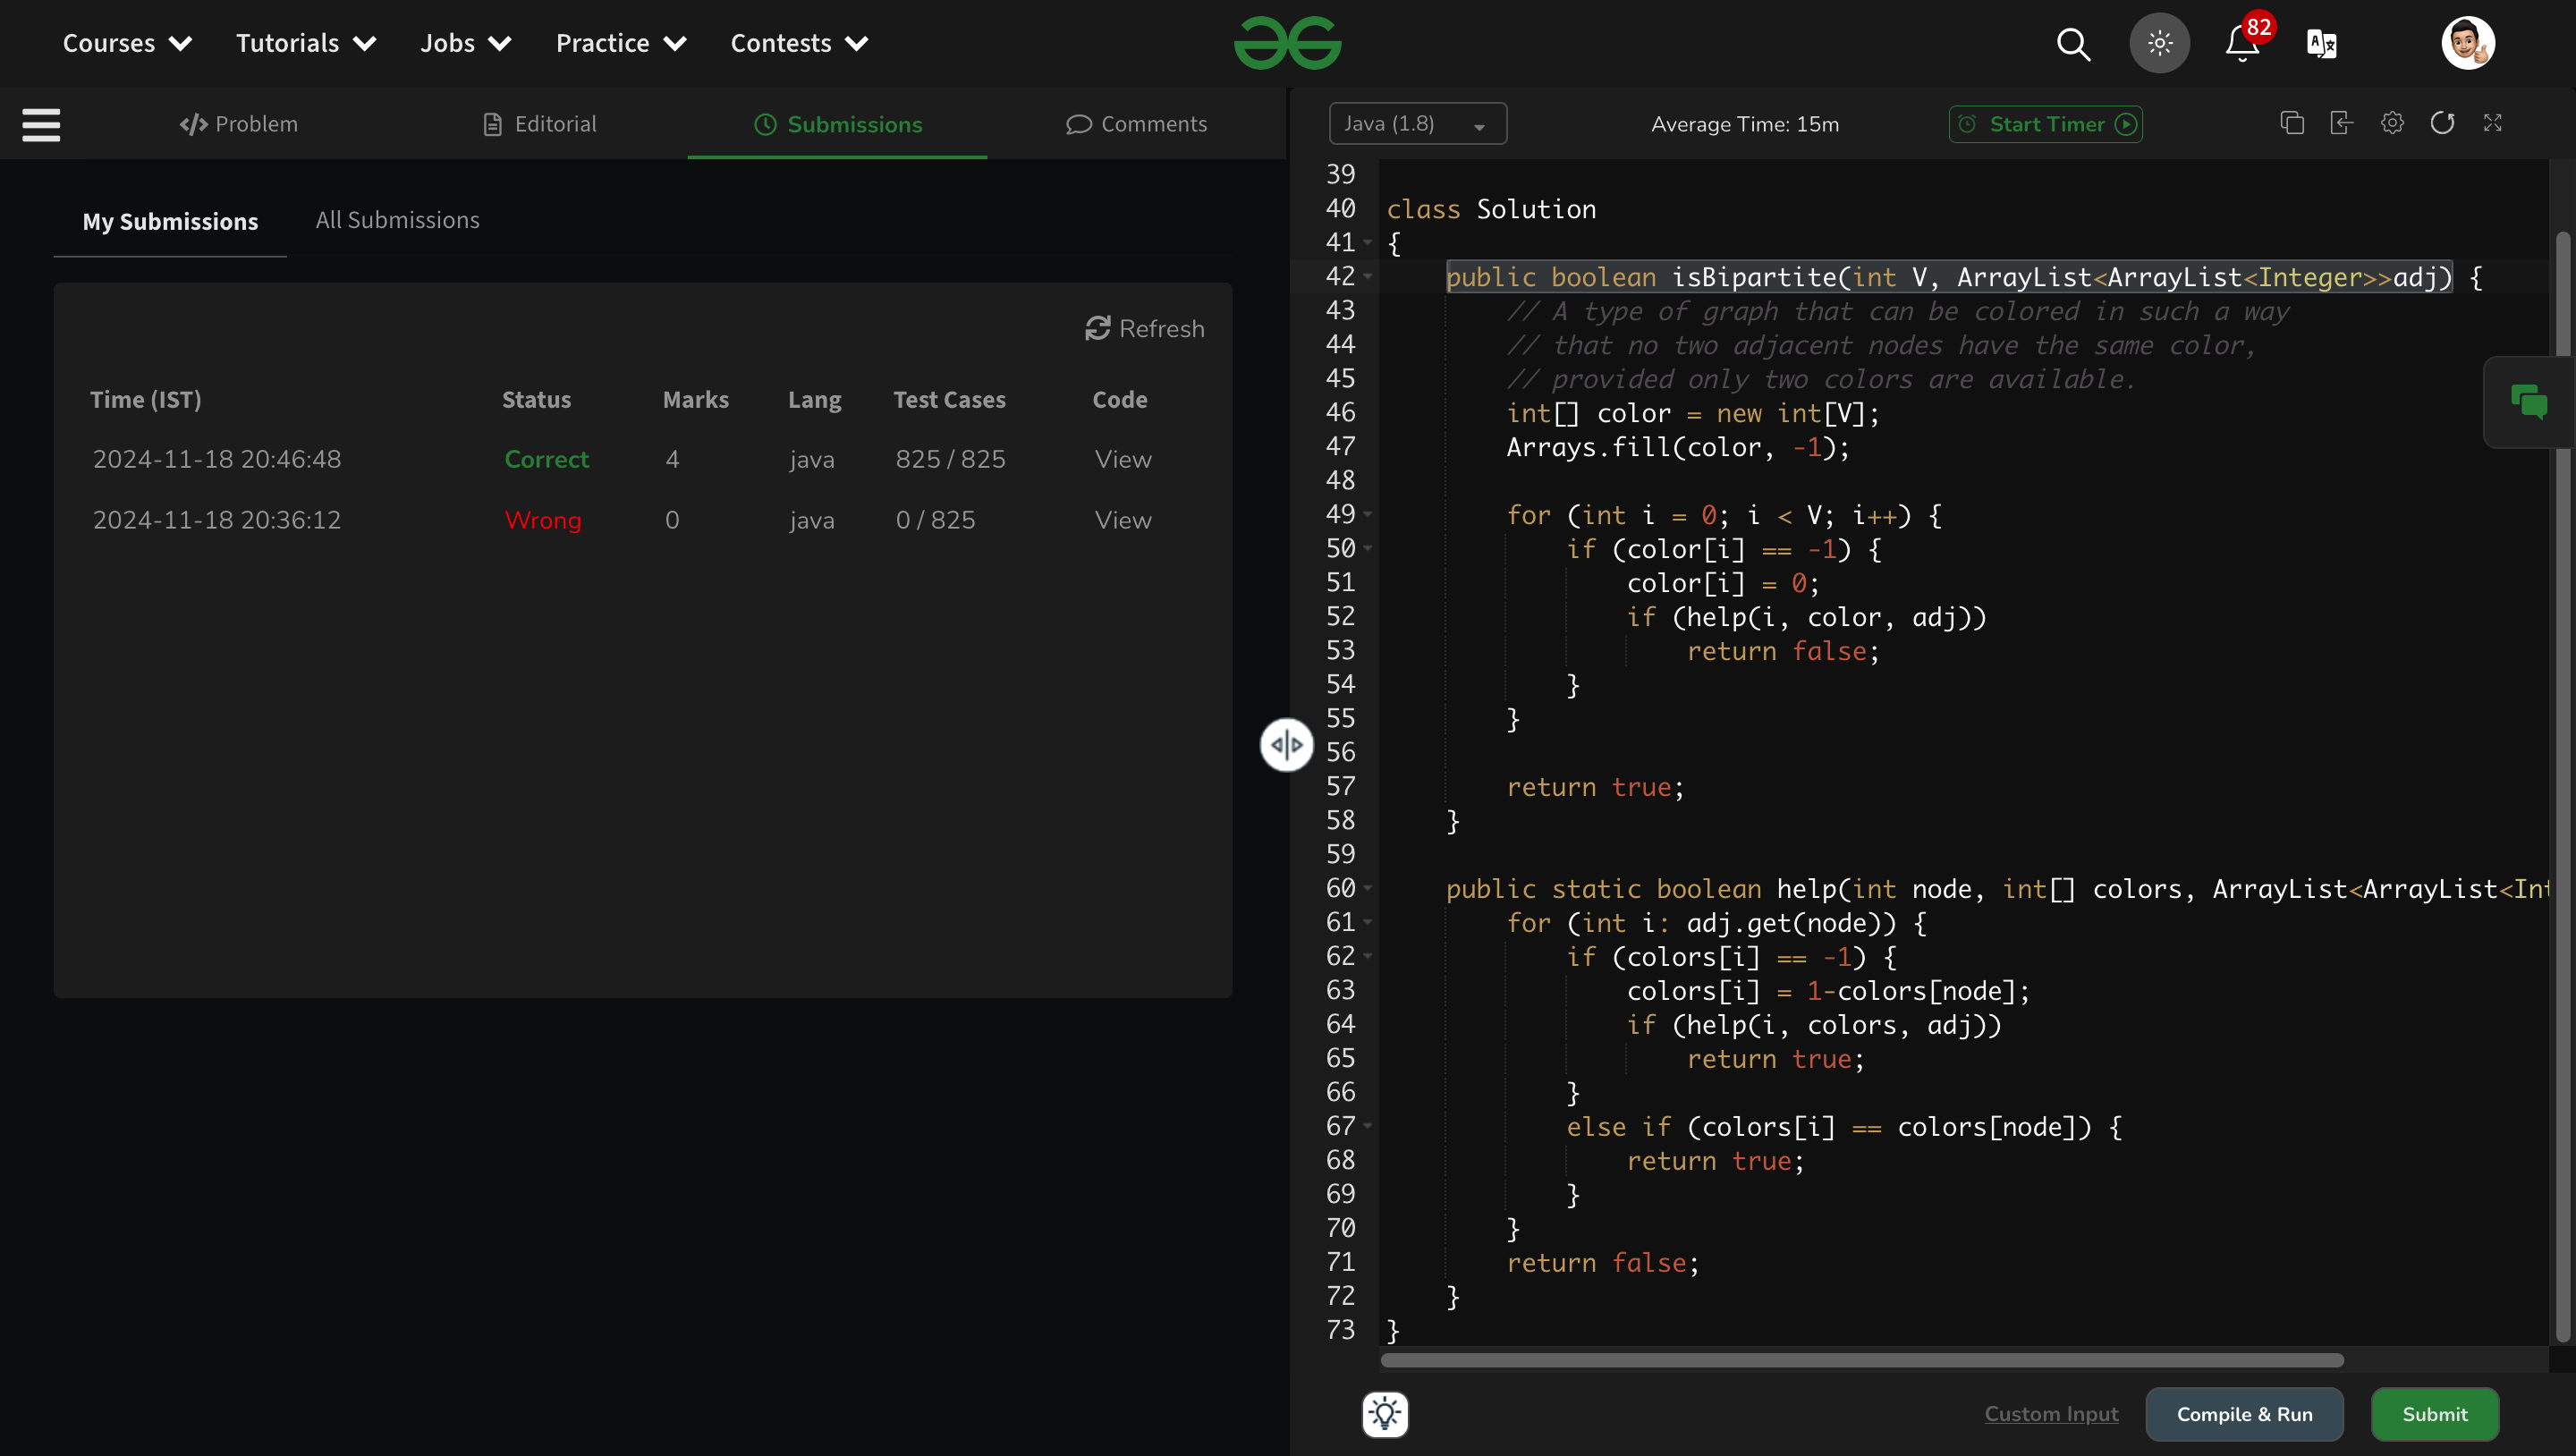 Courses Tutorials Jobs Practice Contests
82
Problem Editorial Submissions Comments
My Submissions All Submissions
Refresh
Time (IST) Status Marks Lang Test Cases Code
2024-11-18 20:46:48 Correct 4 java 825 / 825 View
2024-11-18 20:36:12 Wrong 0 java 0 / 825 View
Java (1.8) Average Time: 15m Start Timer
39
40 class Solution
41 {
42 public boolean isBipartite(int V, ArrayList<ArrayList<Integer>>adj) {
43 // A type of graph that can be colored in such a way
44 // that no two adjacent nodes have the same color,
45 // provided only two colors are available.
46 int[] color = new int[V];
47 Arrays.fill(color, -1);
48
49 for (int i = 0; i < V; i++) {
50 if (color[i] == -1) {
51 color[i] = 0;
52 if (help(i, color, adj))
53 return false;
54 }
55 }
56
57 return true;
58 }
59
60 public static boolean help(int node, int[] colors, ArrayList<ArrayList<Int
61 for (int i: adj.get(node)) {
62 if (colors[i] == -1) {
63 colors[i] = 1-colors[node];
64 if (help(i, colors, adj))
65 return true;
66 }
67 else if (colors[i] == colors[node]) {
68 return true;
69 }
70 }
71 return false;
72 }
73 }
Custom Input Compile & Run Submit